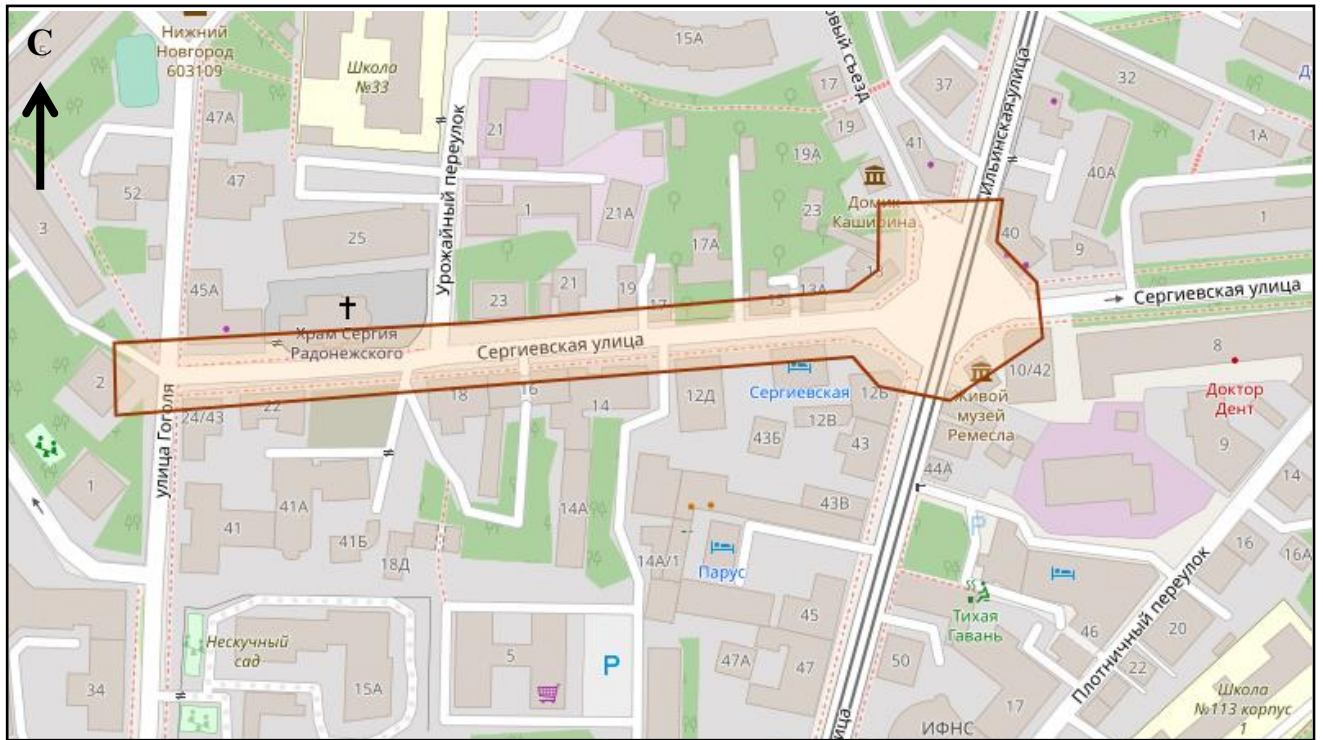 С
Нижний
Новгород
603109
Школа
№33
15А
17
37
32
47А
21
19
41
1А
Урожайный переулок
Ильинская улица
52
47
19А
40А
3
1
21А
23
Домик
Каширина
40
1
25
17А
9
45А
23
21
19
17
15
13А
Храм Сергия
Радонежского
Сергиевская улица
Сергиевская улица
2
18
16
14
12Д
Сергиевская
12Б
10/42
8
Доктор
Дент
24/43
22
улица Гоголя
12В
43Б
43
Живой
музей
Ремесла
9
1
41А
44А
14
41
14А
43В
41Б
18Д
14А/1
Парус
P
16
16А
Плотничный переулок
Тихая
Гавань
45
46
20
Нескучный
сад
5
P
47А
47
50
22
34
15А
17
Школа
№113 корпус
1
ИФНС